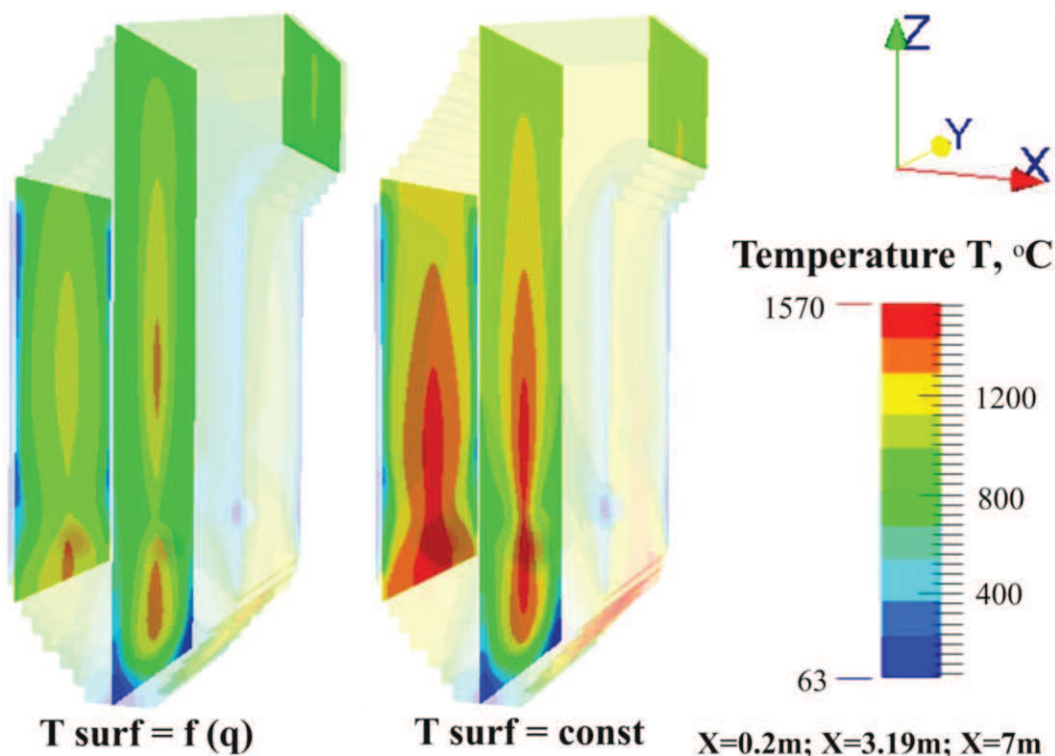 Z
Y
X
Temperature T, °C
1570
1200
800
400
63
T surf = f (q)
T surf = const
X=0.2m; X=3.19m; X=7m